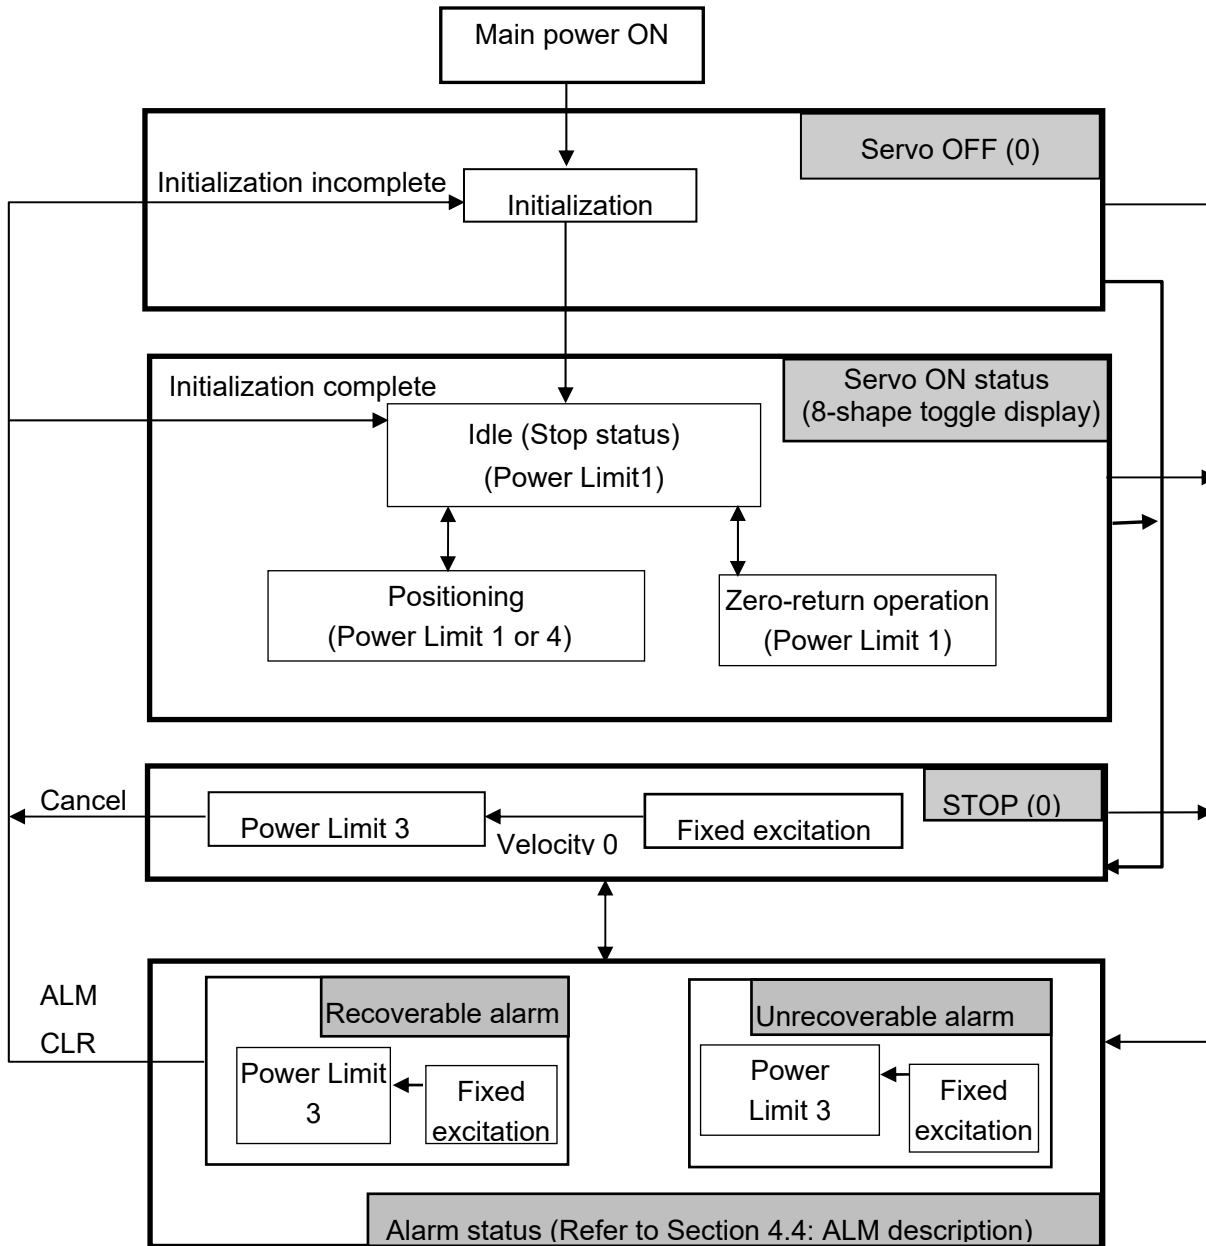 Main power ON
Servo OFF (0)
Initialization incomplete
Initialization
Servo ON status
(8-shape toggle display)
Initialization complete
Idle (Stop status)
(Power Limit1)
Positioning
(Power Limit 1 or 4)
Zero-return operation
(Power Limit 1)
STOP (0)
Cancel
Power Limit 3
Velocity 0
Fixed excitation
ALM
CLR
Recoverable alarm
Power Limit
3
Fixed
excitation
Unrecoverable alarm
Power
Limit 3
Fixed
excitation
Alarm status (Refer to Section 4.4: ALM description)